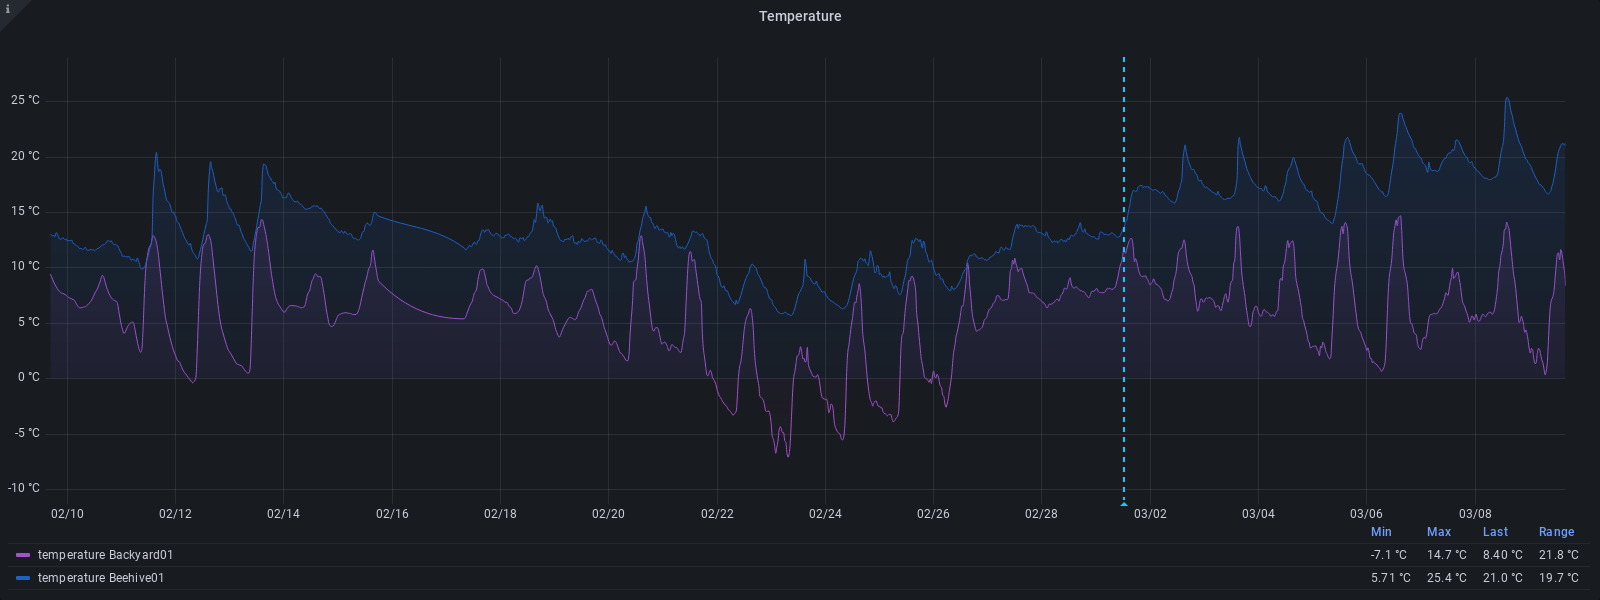 i
Temperature
25 °C
20 °C
15 °C
10 °C
5 °C
0 °C
-5 °C
-10 °C
02/10 02/12 02/14 02/16 02/18 02/20 02/22 02/24 02/26 02/28 03/02 03/04 03/06 03/08
Min Max Last Range
temperature Backyard01 -7.1 °C 14.7 °C 8.40 °C 21.8 °C
temperature Beehive01 5.71 °C 25.4 °C 21.0 °C 19.7 °C